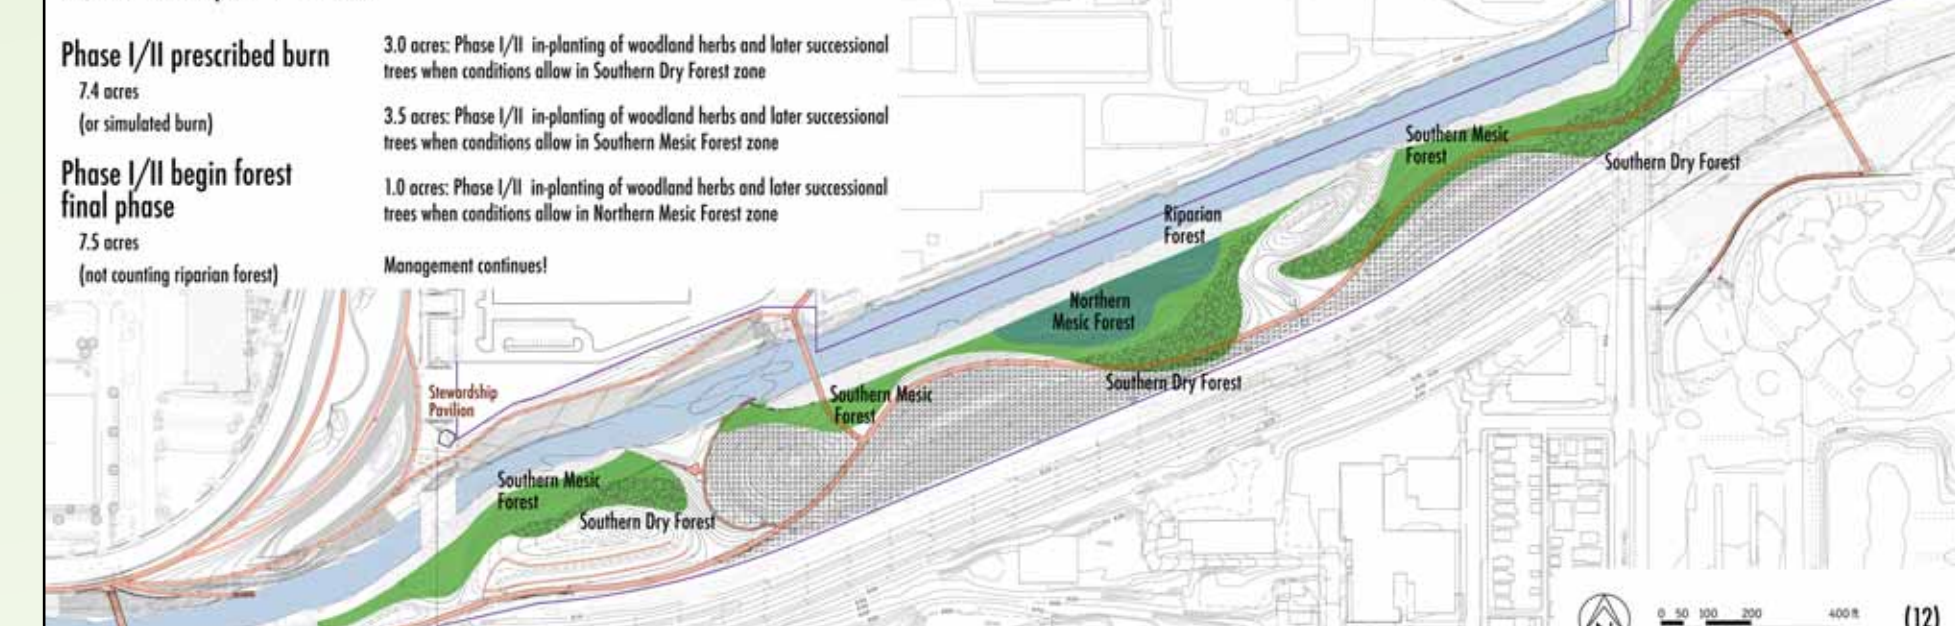 Phase I/II prescribed burn
7.4 acres
(or simulated burn)
Phase I/II begin forest
final phase
7.5 acres
(not counting riparian forest)
3.0 acres: Phase I/II in-planting of woodland herbs and later successional
trees when conditions allow in Southern Dry Forest zone
3.5 acres: Phase I/II in-planting of woodland herbs and later successional
trees when conditions allow in Southern Mesic Forest zone
1.0 acres: Phase I/II in-planting of woodland herbs and later successional
trees when conditions allow in Northern Mesic Forest zone
Management continues!
Southern Mesic
Forest
Southern Dry Forest
Riparian
Forest
Northern
Mesic Forest
Southern Dry Forest
Stewardship
Pavilion
Southern Mesic
Forest
Southern Mesic
Forest
Southern Dry Forest
0 50 100 200 400 ft
(12)